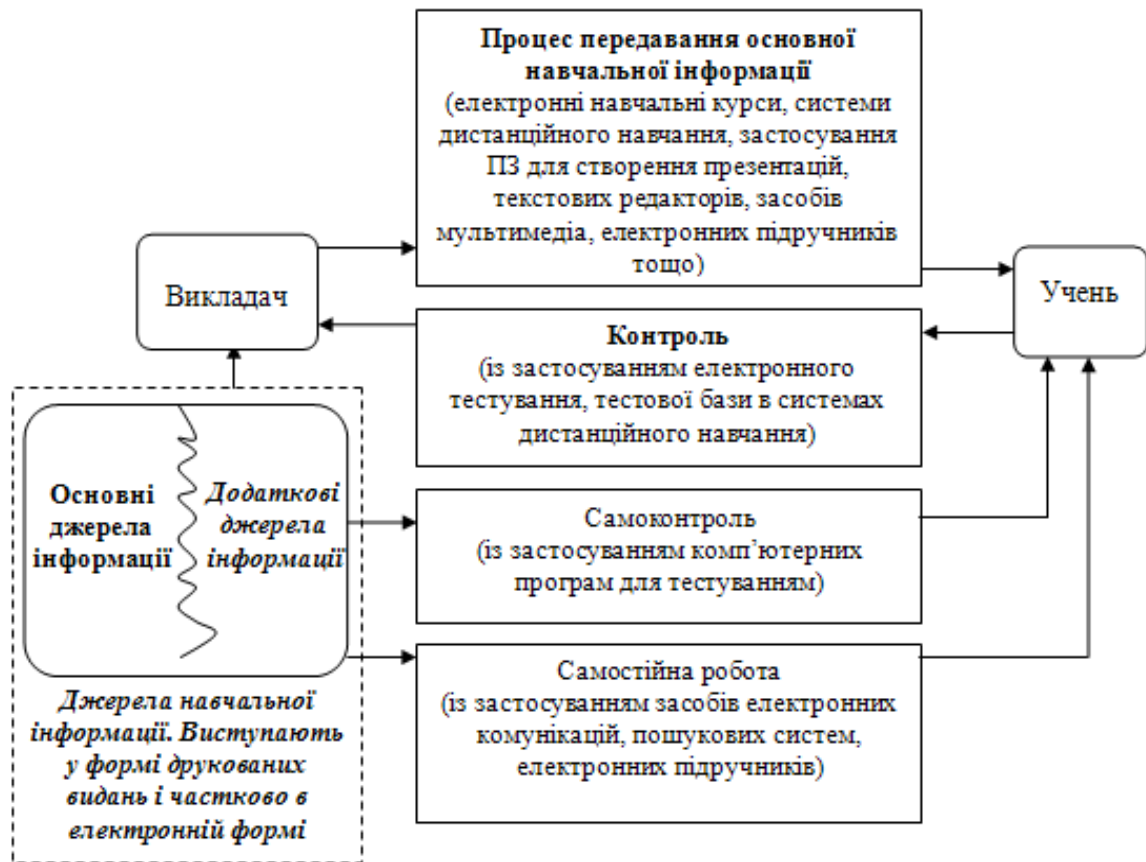 Процес передавання основної
навчальної інформації
(електронні навчальні курси, системи
дистанційного навчання, застосування
ПЗ для створення презентацій,
текстових редакторів, засобів
мультимедіа, електронних підручників
тощо)
Викладач
Учень
Контроль
(із застосуванням електронного
тестування, тестової бази в системах
дистанційного навчання)
Основні
джерела
інформації
Додаткові
джерела
інформації
Самоконтроль
(із застосуванням комп’ютерних
програм для тестуванням)
Самостійна робота
(із застосуванням засобів електронних
комунікацій, пошукових систем,
електронних підручників)
Джерела навчальної
інформації. Виступають
у формі друкованих
видань і частково в
електронній формі